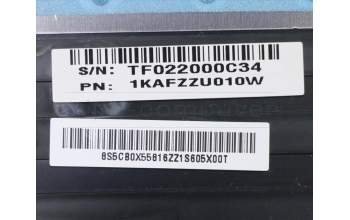 S/N: TF022000C34
PN: 1KAFZZU010W
8S5CB0X55816ZZ1S605X00T